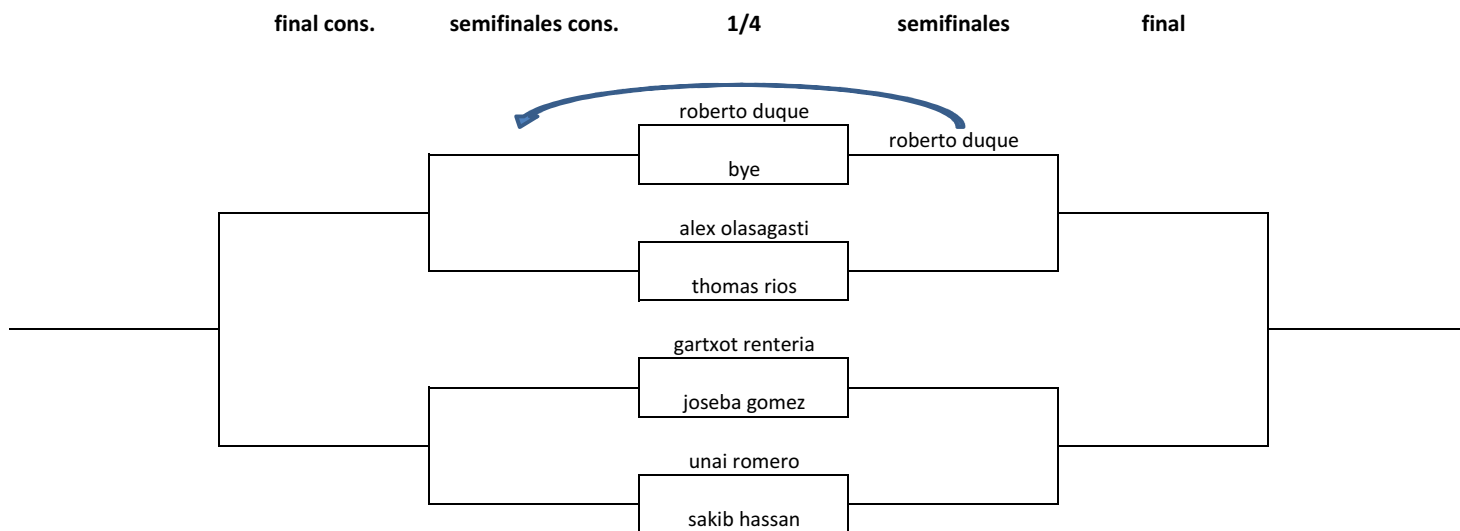 final cons. semifinales cons. 1/4 semifinales final
roberto duque
roberto duque
bye
alex olasagasti
thomas rios
gartxot renteria
joseba gomez
unai romero
sakib hassan